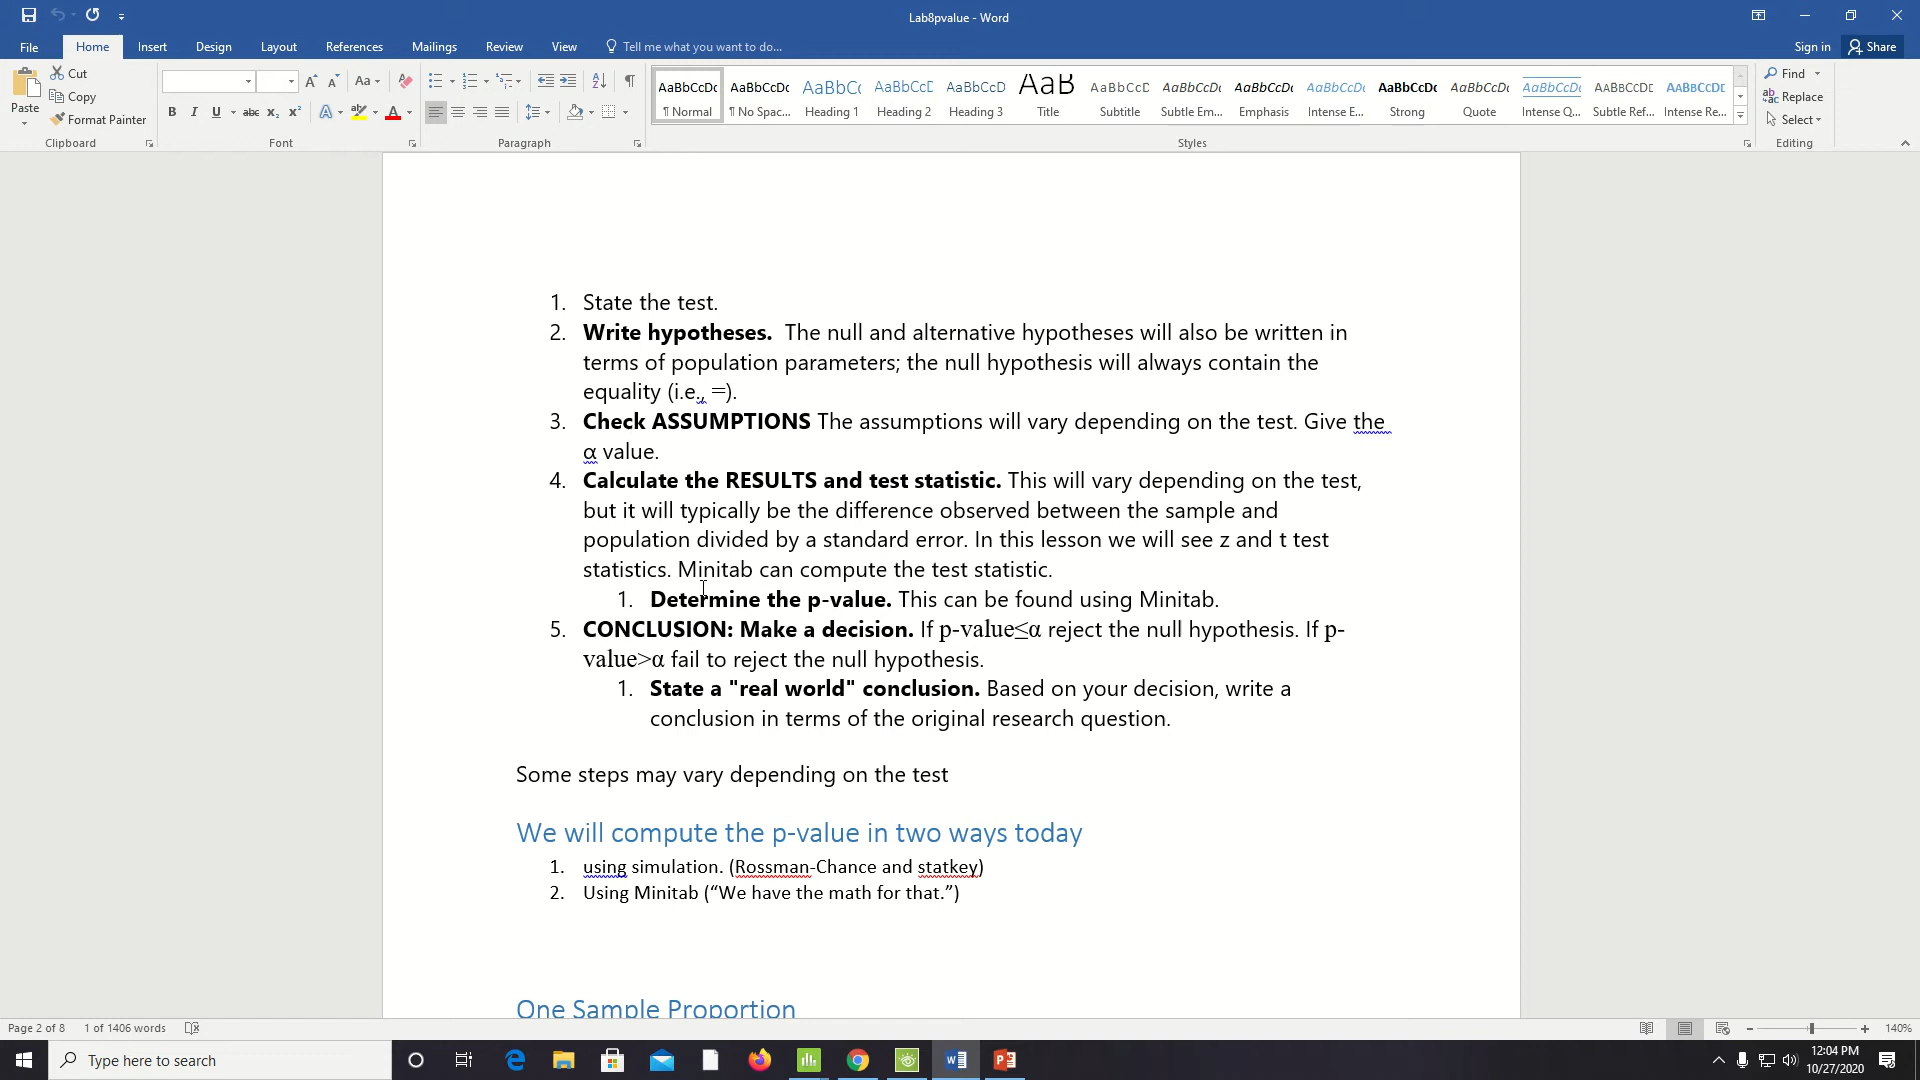 Lab8pvalue - Word
File Home Insert Design Layout References Mailings Review View Tell me what you want to do... Sign in Share
Paste Cut Copy Format Painter
Clipboard
Aa
B I U abc x₂ x² A A
Font
Paragraph
AaBbCcDc AaBbCcDc AaBbCc AaBbCcD AaBbCcD AaB AaBbCcD AaBbCcDc AaBbCcDc AaBbCcDc AaBbCcDc AaBbCcDc AaBbCcDc AABBCCDC AABBCCDC
¶ Normal ¶ No Spac... Heading 1 Heading 2 Heading 3 Title Subtitle Subtle Em... Emphasis Intense E... Strong Quote Intense Q... Subtle Ref... Intense Re...
Styles
Find
Replace
Select
Editing
1. State the test.
2. Write hypotheses. The null and alternative hypotheses will also be written in
terms of population parameters; the null hypothesis will always contain the
equality (i.e., =).
3. Check ASSUMPTIONS The assumptions will vary depending on the test. Give the
α value.
4. Calculate the RESULTS and test statistic. This will vary depending on the test,
but it will typically be the difference observed between the sample and
population divided by a standard error. In this lesson we will see z and t test
statistics. Minitab can compute the test statistic.
1. Determine the p-value. This can be found using Minitab.
5. CONCLUSION: Make a decision. If p-value≤α reject the null hypothesis. If p-
value>α fail to reject the null hypothesis.
1. State a "real world" conclusion. Based on your decision, write a
conclusion in terms of the original research question.
Some steps may vary depending on the test
We will compute the p-value in two ways today
1. using simulation. (Rossman-Chance and statkey)
2. Using Minitab (“We have the math for that.”)
One Sample Proportion
Page 2 of 8 1 of 1406 words 140%
Type here to search
12:04 PM
10/27/2020